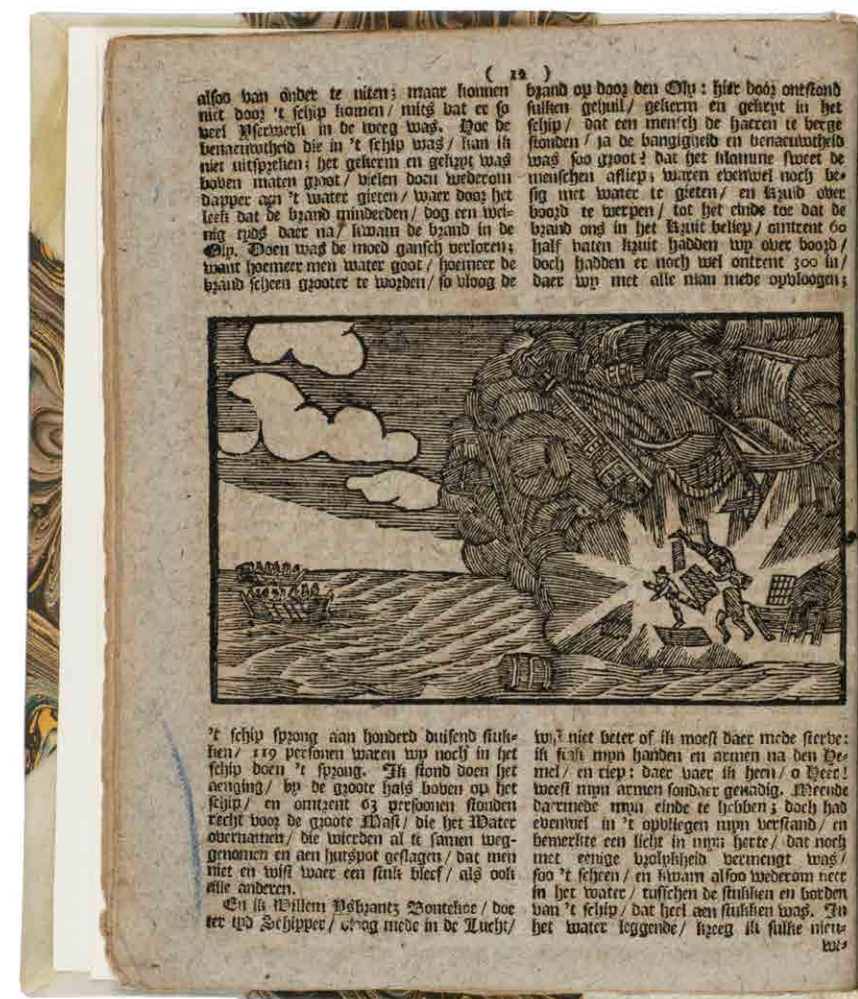 ( 12 )
alsoo van onder te uiten; maar konnen
niet door 't schip komen / mits dat er so
veel Yserwerk in de weeg was. Hoe de
benaeuwtheid die in 't schip was / kan ik
niet uitspreken; het gekerm en gekryt was
boven maten groot / vielen doen wederom
dapper aen 't water gieten / waer door het
leek dat de brand minderden / dog een wei-
nig tyds daer na / kwam de brand in de
Oly. Doen was de moed gansch verloren;
want hoemeer men water goot / hoemeer de
brand scheen grooter te worden / so vloog de
brand op door den Oly: hier door ontstond
sulken gehuil / gekerm en gekryt in het
schip / dat een mensch de hairen te berge
stonden / ja de bangigheid en benaeuwtheid
was soo groot! dat het klamme sweet de
menschen afliep; waren evenwel noch be-
sig met water te gieten / en Kruid over
boord te werpen / tot het einde toe dat de
brand ons in het Kruit beliep / omtrent 60
half vaten kruit hadden wy over boord /
doch hadden er noch wel ontrent 300 in /
daer wy met alle man mede opvloogen;
't schip sprong aan honderd duisend stuk-
ken / 119 personen waren wy noch in het
schip doen 't sprong. Ik stond doen het
aenging / by de groote hals boven op het
schip / en omtrent 63 persoonen stonden
recht voor de groote Mast / die het Water
overnamen / die wierden al te samen weg-
genomen en aen hutspot geslagen / dat men
niet en wist waer een stuk bleef / als ook
alle anderen.
En ik Willem Ysbrantz Bontekoe / doe
ter tyd Schipper / vloog mede in de Lucht /
wist niet beter of ik moest daer mede sterve:
ik stak myn handen en armen na den He-
mel / en riep: daer vaer ik heen / o Heer!
weest myn armen sondaer genadig. Meende
daermede myn einde te hebben; doch had
evenwel in 't opvliegen myn verstand / en
bemerkte een licht in myn herte / dat noch
met eenige vrolykheid vermengt was /
soo 't scheen / en kwam alsoo wederom neer
in het water / tusschen de stukken en borden
van 't schip / dat heel aen stukken was. In
het water leggende / kreeg ik sulke nieu-
we-